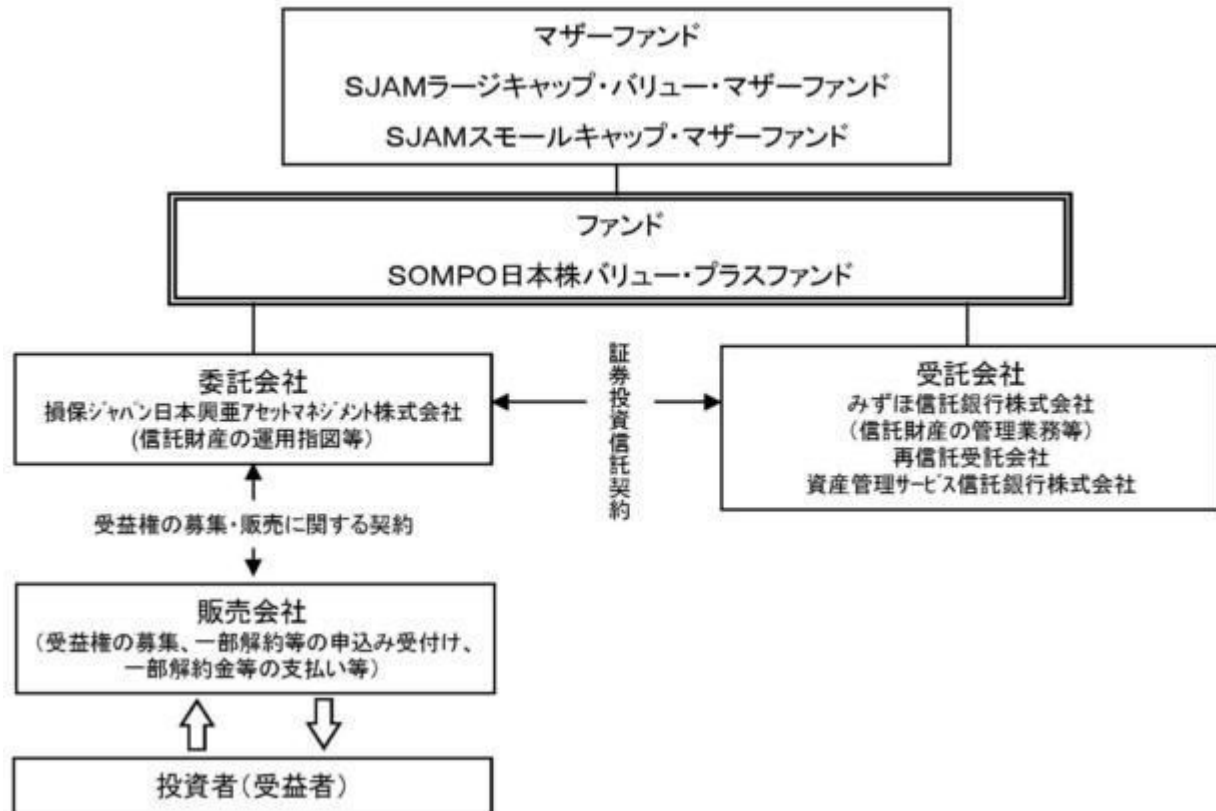 マザーファンド
SJAMラージキャップ・バリュー・マザーファンド
SJAMスモールキャップ・マザーファンド
ファンド
SOMPO日本株バリュー・プラスファンド
委託会社
損保ｼﾞｬﾊﾟﾝ日本興亜ｱｾｯﾄﾏﾈｼﾞﾒﾝﾄ株式会社
(信託財産の運用指図等)
証券投資信託契約
受託会社
みずほ信託銀行株式会社
(信託財産の管理業務等)
再信託受託会社
資産管理ｻｰﾋﾞｽ信託銀行株式会社
受益権の募集・販売に関する契約
販売会社
(受益権の募集、一部解約等の申込み受付け、
一部解約金等の支払い等)
投資者(受益者)